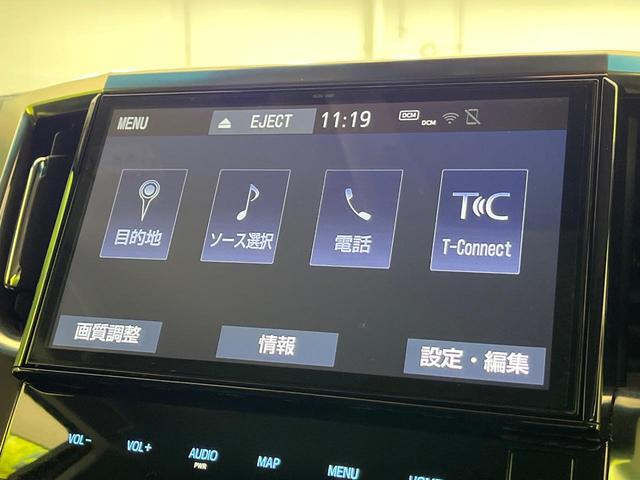 MENU EJECT 11:19 DCM DCM
目的地 ソース選択 電話 T-Connect
画質調整 情報 設定・編集
VOL- VOL+ AUDIO MAP MENU
PWR